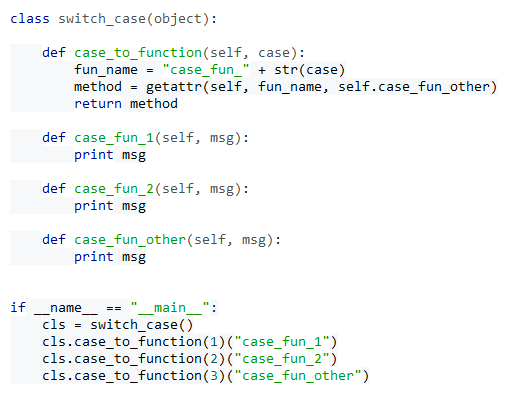 class switch_case(object):
    def case_to_function(self, case):
        fun_name = "case_fun_" + str(case)
        method = getattr(self, fun_name, self.case_fun_other)
        return method
    def case_fun_1(self, msg):
        print msg
    def case_fun_2(self, msg):
        print msg
    def case_fun_other(self, msg):
        print msg
if __name__ == "__main__":
    cls = switch_case()
    cls.case_to_function(1)("case_fun_1")
    cls.case_to_function(2)("case_fun_2")
    cls.case_to_function(3)("case_fun_other")